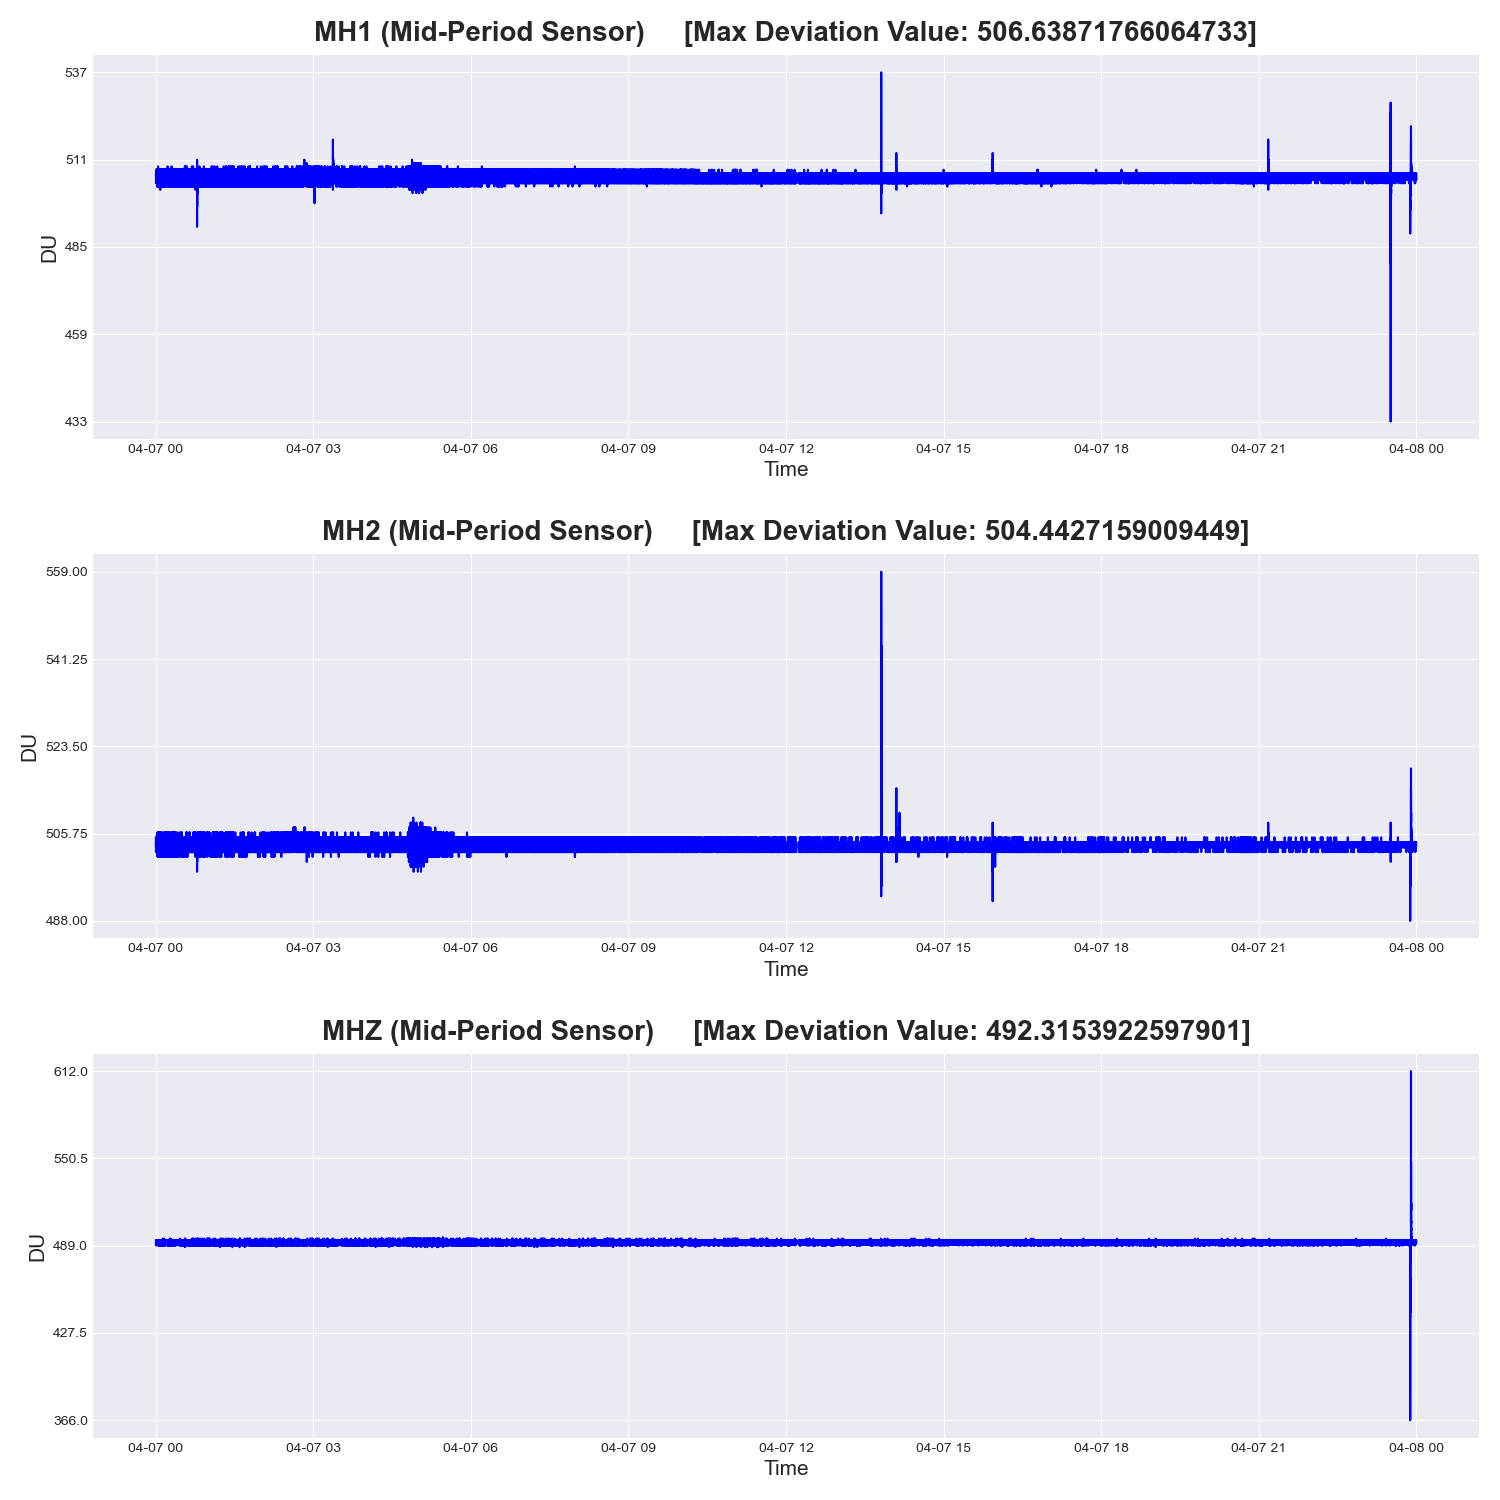 MH1 (Mid-Period Sensor) [Max Deviation Value: 506.63871766064733]
537
511
485
459
433
DU
04-07 00 04-07 03 04-07 06 04-07 09 04-07 12 04-07 15 04-07 18 04-07 21 04-08 00
Time
MH2 (Mid-Period Sensor) [Max Deviation Value: 504.4427159009449]
559.00
541.25
523.50
505.75
488.00
DU
04-07 00 04-07 03 04-07 06 04-07 09 04-07 12 04-07 15 04-07 18 04-07 21 04-08 00
Time
MHZ (Mid-Period Sensor) [Max Deviation Value: 492.3153922597901]
612.0
550.5
489.0
427.5
366.0
DU
04-07 00 04-07 03 04-07 06 04-07 09 04-07 12 04-07 15 04-07 18 04-07 21 04-08 00
Time